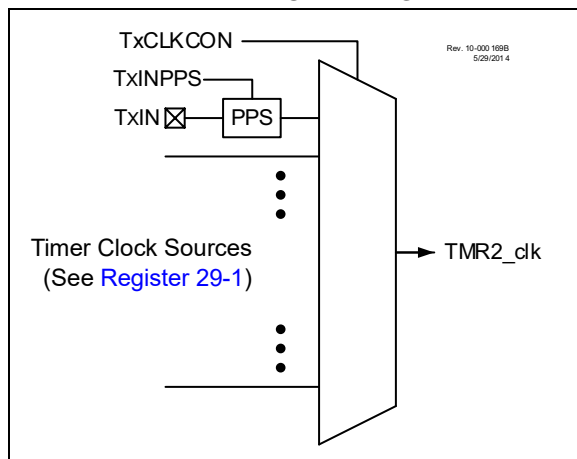 TxCLKCON
Rev. 10-000 169B
5/29/2014
TxINPPS
TxIN
PPS
Timer Clock Sources
(See Register 29-1)
TMR2_clk